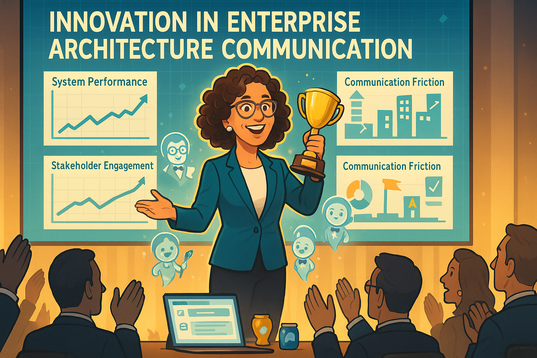 INNOVATION IN ENTERPRISE
ARCHITECTURE COMMUNICATION
System Performance
Communication Friction
Stakeholder Engagement
Communication Friction
A